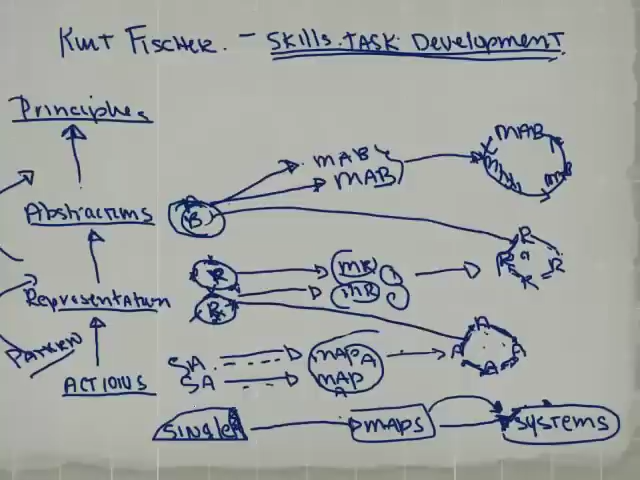 Kurt Fischer. - Skills. TASK Development
Principles
Abstractions
Representation
ACTIONS
B
MAB
MAB
MAB
R
R
MR
MR
R
R
R
R
SA
SA
MAP A
MAP
A
A
A
A
A
A
SINGLE
MAPS
SYSTEMS